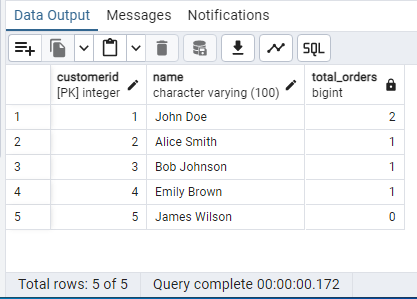 Data Output Messages Notifications
SQL
customerid name total_orders
[PK] integer character varying (100) bigint
1 1 John Doe 2
2 2 Alice Smith 1
3 3 Bob Johnson 1
4 4 Emily Brown 1
5 5 James Wilson 0
Total rows: 5 of 5 Query complete 00:00:00.172